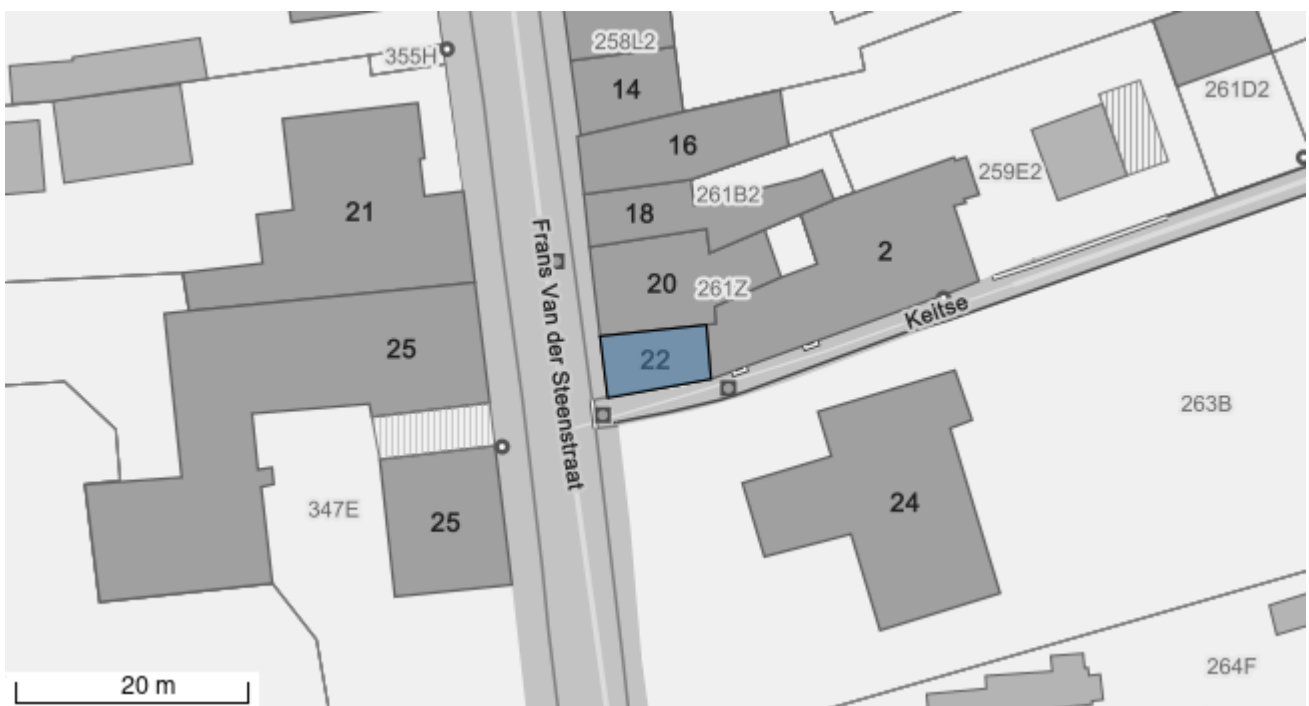 258L2
355H
14
261D2
16
259E2
261B2
21
18
Frans Van der Steenstraat
2
20
261Z
Keitse
25
22
263B
24
347E
25
264F
20 m